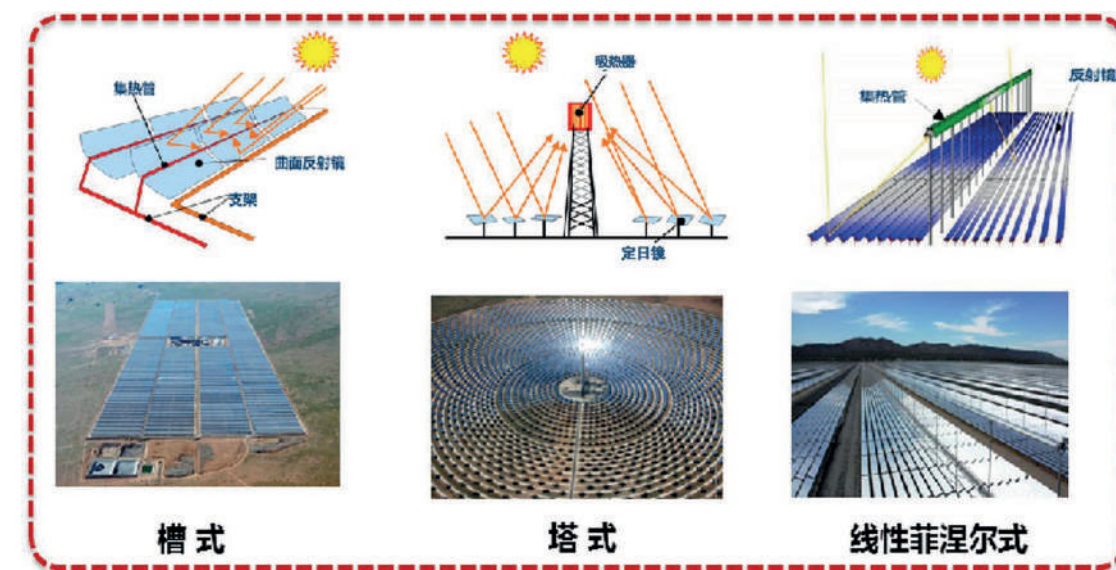 集热管
曲面反射镜
支架
吸热器
定日镜
集热管
反射镜
槽式
塔式
线性菲涅尔式